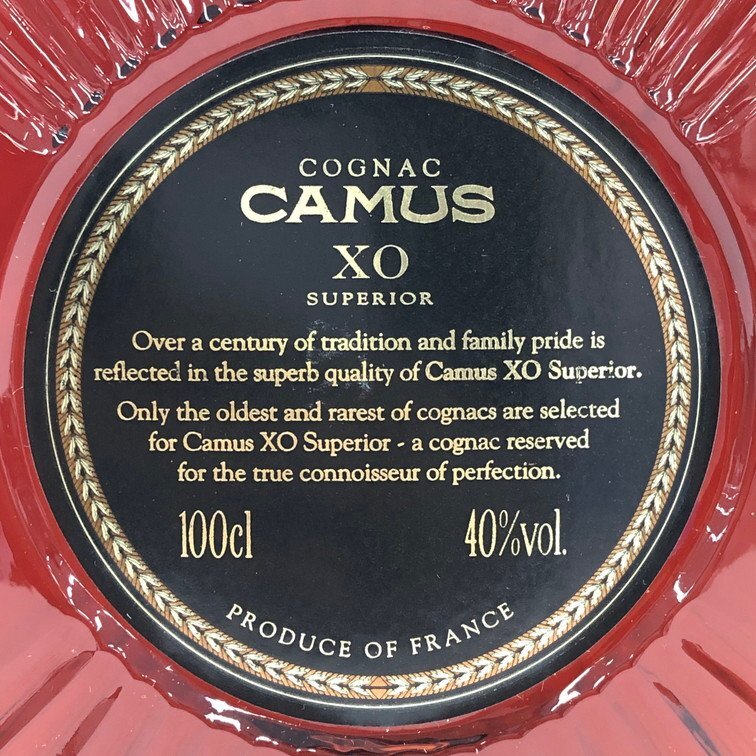 COGNAC
CAMUS
XO
SUPERIOR
Over a century of tradition and family pride is
reflected in the superb quality of Camus XO Superior.
Only the oldest and rarest of cognacs are selected
for Camus XO Superior - a cognac reserved
for the true connoisseur of perfection.
100cl 40%vol.
PRODUCE OF FRANCE